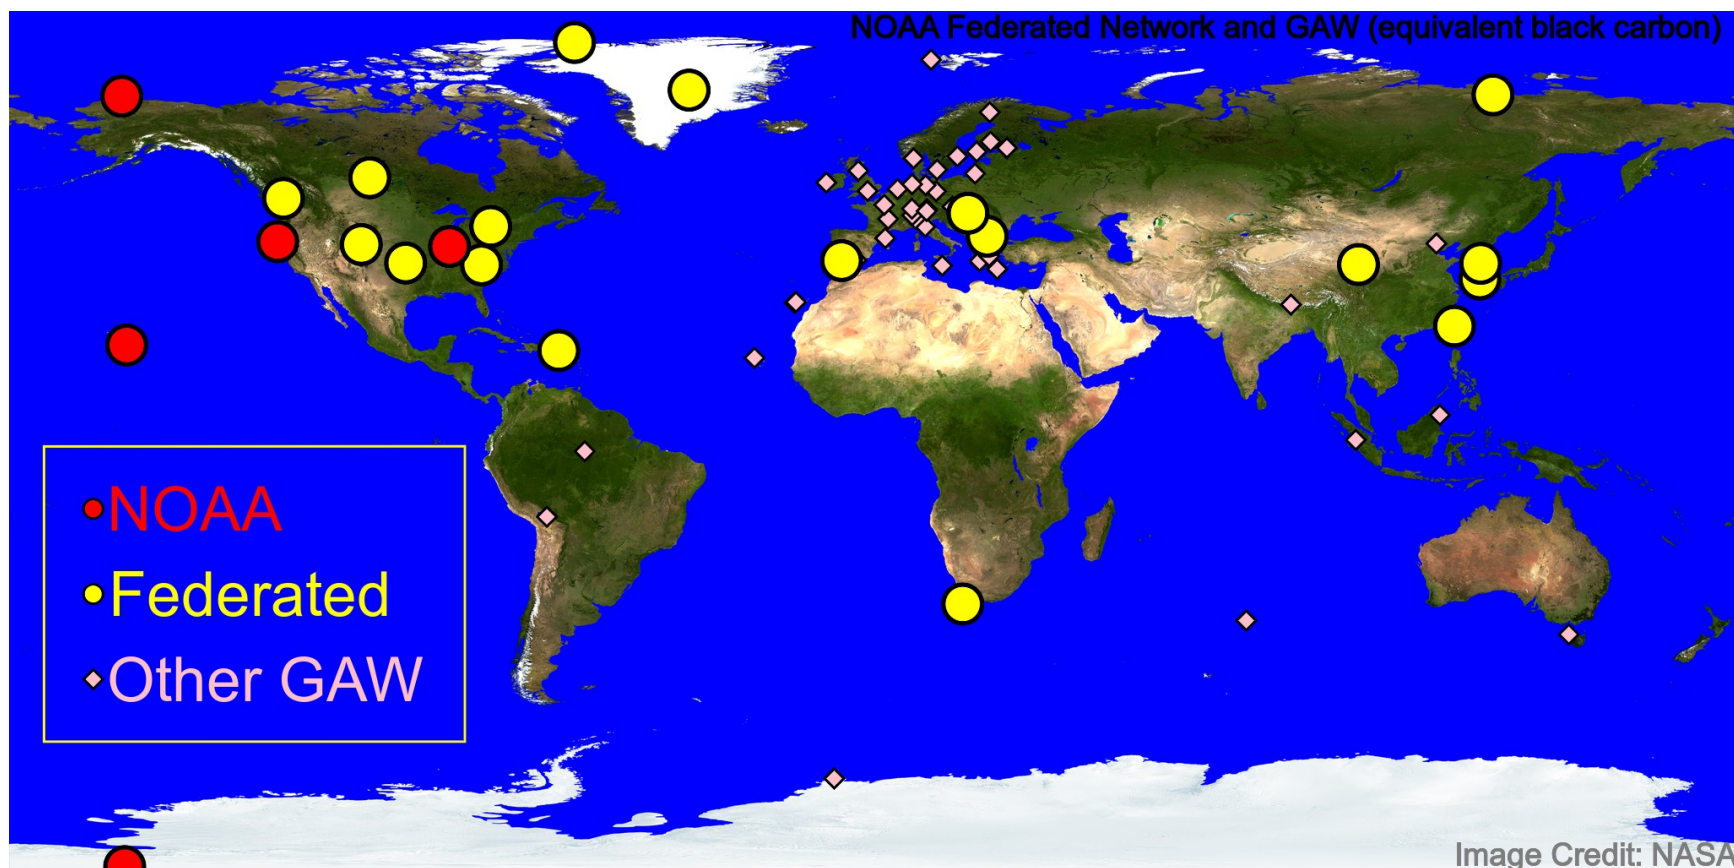 NOAA Federated Network and GAW (equivalent black carbon)
NOAA
Federated
Other GAW
Image Credit: NASA